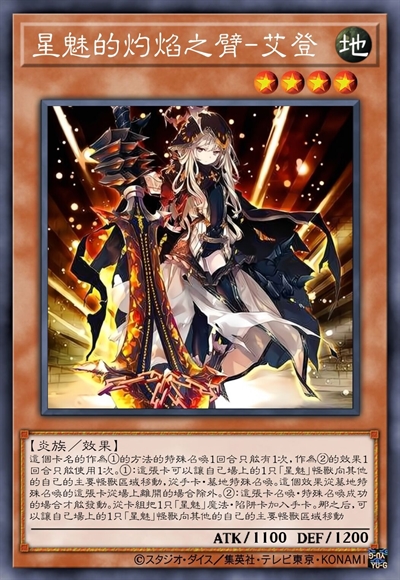 星魅的灼焰之臂-艾登
地
【炎族／效果】
這個卡名的作為①的方法的特殊召喚1回合只能有1次，作為②的效果1
回合只能使用1次。①：這張卡可以讓自己場上的1只「星魅」怪獸向其他
的自己的主要怪獸區域移動，從手卡・墓地特殊召喚。這個效果從墓地特
殊召喚的這張卡從場上離開的場合除外。②：這張卡召喚・特殊召喚成功
的場合才能發動。從卡組把1只「星魅」魔法・陷阱卡加入手卡。那之后，可
以讓自己場上的1只「星魅」怪獸向其他的自己的主要怪獸區域移動
ATK／1100 DEF／1200
©スタジオ・ダイス／集英社・テレビ東京・KONAMI